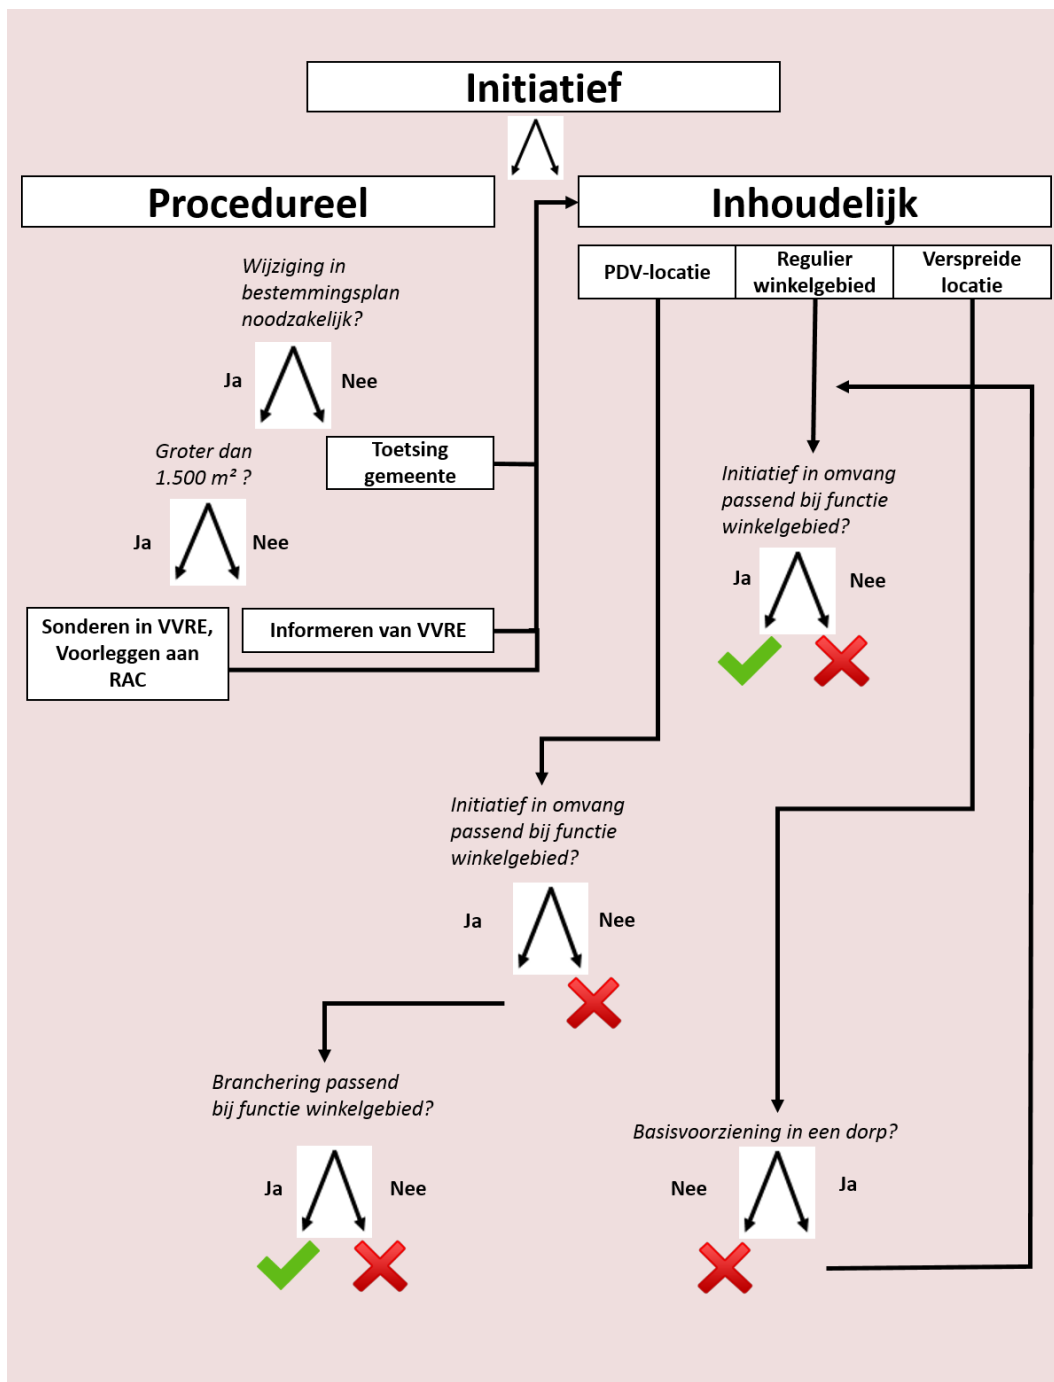 Initiatief
Procedureel
Inhoudelijk
Wijziging in
bestemmingsplan
noodzakelijk?
Ja
Nee
Groter dan
1.500 m² ?
Toetsing
gemeente
Ja
Nee
Sonderen in VVRE,
Voorleggen aan
RAC
Informeren van VVRE
PDV-locatie
Regulier
winkelgebied
Verspreide
locatie
Initiatief in omvang
passend bij functie
winkelgebied?
Ja
Nee
Initiatief in omvang
passend bij functie
winkelgebied?
Ja
Nee
Branchering passend
bij functie winkelgebied?
Ja
Nee
Basisvoorziening in een dorp?
Nee
Ja